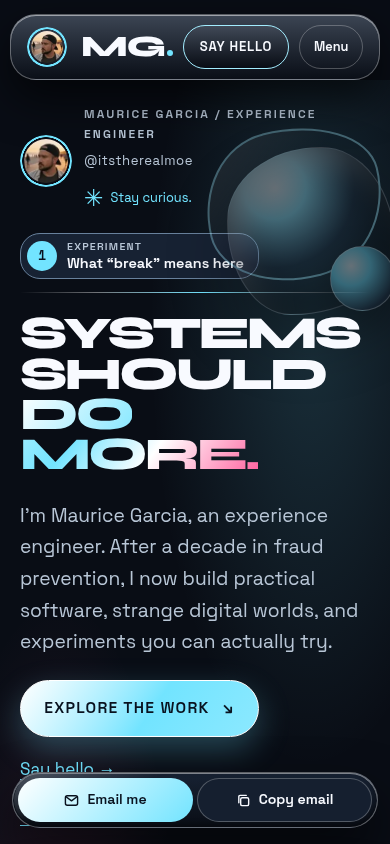 MG.
SAY HELLO
Menu
MAURICE GARCIA / EXPERIENCE
ENGINEER
@itstherealmoe
Stay curious.
1
EXPERIMENT
What “break” means here
SYSTEMS
SHOULD
DO
MORE.
I'm Maurice Garcia, an experience
engineer. After a decade in fraud
prevention, I now build practical
software, strange digital worlds, and
experiments you can actually try.
EXPLORE THE WORK ↘
Say hello →
Email me
Copy email